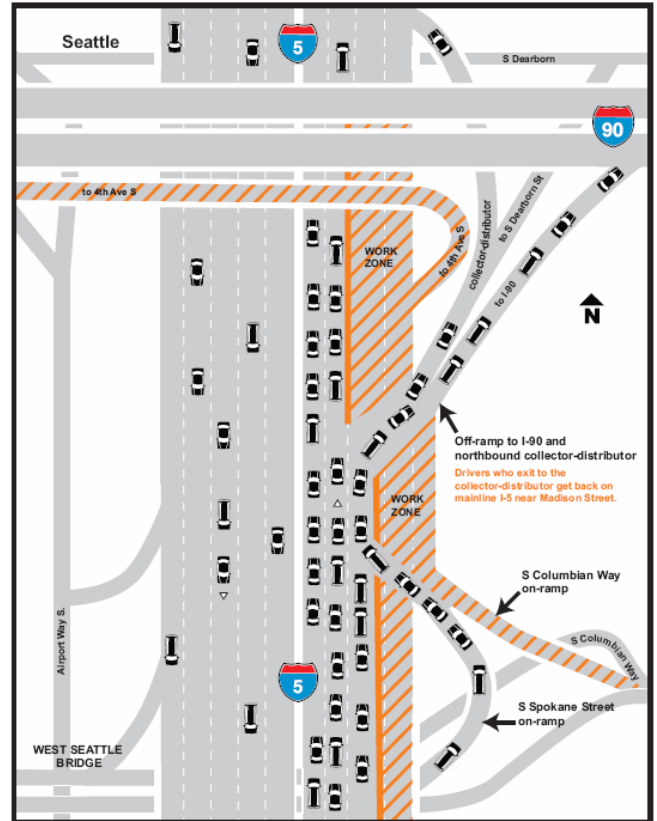 Seattle
5
S Dearborn
90
to 4th Ave S
WORK
ZONE
to 4th Ave S
collector-distributor
to S Dearborn St
to I-90
N
Off-ramp to I-90 and
northbound collector-distributor
Drivers who exit to the
collector-distributor get back on
mainline I-5 near Madison Street.
WORK
ZONE
S Columbian Way
on-ramp
S Columbian Way
Airport Way S.
5
S Spokane Street
on-ramp
WEST SEATTLE
BRIDGE